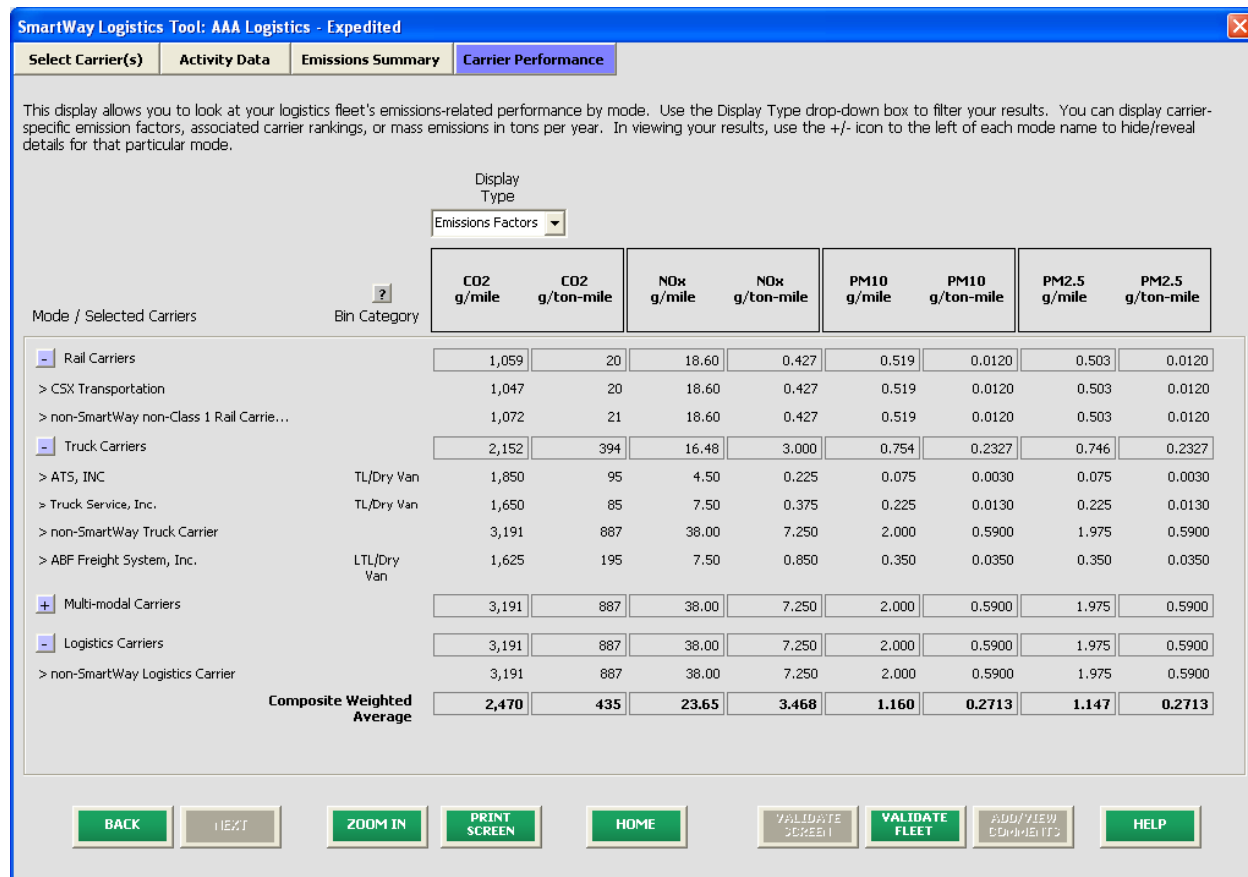 SmartWay Logistics Tool: AAA Logistics - Expedited
Select Carrier(s) Activity Data Emissions Summary Carrier Performance
This display allows you to look at your logistics fleet's emissions-related performance by mode. Use the Display Type drop-down box to filter your results. You can display carrier-
specific emission factors, associated carrier rankings, or mass emissions in tons per year. In viewing your results, use the +/- icon to the left of each mode name to hide/reveal
details for that particular mode.
Display
Type
Emissions Factors
CO2 CO2 NOx NOx PM10 PM10 PM2.5 PM2.5
g/mile g/ton-mile g/mile g/ton-mile g/mile g/ton-mile g/mile g/ton-mile
?
Mode / Selected Carriers Bin Category
- Rail Carriers 1,059 20 18.60 0.427 0.519 0.0120 0.503 0.0120
> CSX Transportation 1,047 20 18.60 0.427 0.519 0.0120 0.503 0.0120
> non-SmartWay non-Class 1 Rail Carrie... 1,072 21 18.60 0.427 0.519 0.0120 0.503 0.0120
- Truck Carriers 2,152 394 16.48 3.000 0.754 0.2327 0.746 0.2327
> ATS, INC TL/Dry Van 1,850 95 4.50 0.225 0.075 0.0030 0.075 0.0030
> Truck Service, Inc. TL/Dry Van 1,650 85 7.50 0.375 0.225 0.0130 0.225 0.0130
> non-SmartWay Truck Carrier 3,191 887 38.00 7.250 2.000 0.5900 1.975 0.5900
> ABF Freight System, Inc. LTL/Dry 1,625 195 7.50 0.850 0.350 0.0350 0.350 0.0350
Van
+ Multi-modal Carriers 3,191 887 38.00 7.250 2.000 0.5900 1.975 0.5900
- Logistics Carriers 3,191 887 38.00 7.250 2.000 0.5900 1.975 0.5900
> non-SmartWay Logistics Carrier 3,191 887 38.00 7.250 2.000 0.5900 1.975 0.5900
Composite Weighted 2,470 435 23.65 3.468 1.160 0.2713 1.147 0.2713
Average
BACK NEXT ZOOM IN PRINT HOME VALIDATE VALIDATE ADD/VIEW HELP
SCREEN SCREEN FLEET COMMENTS